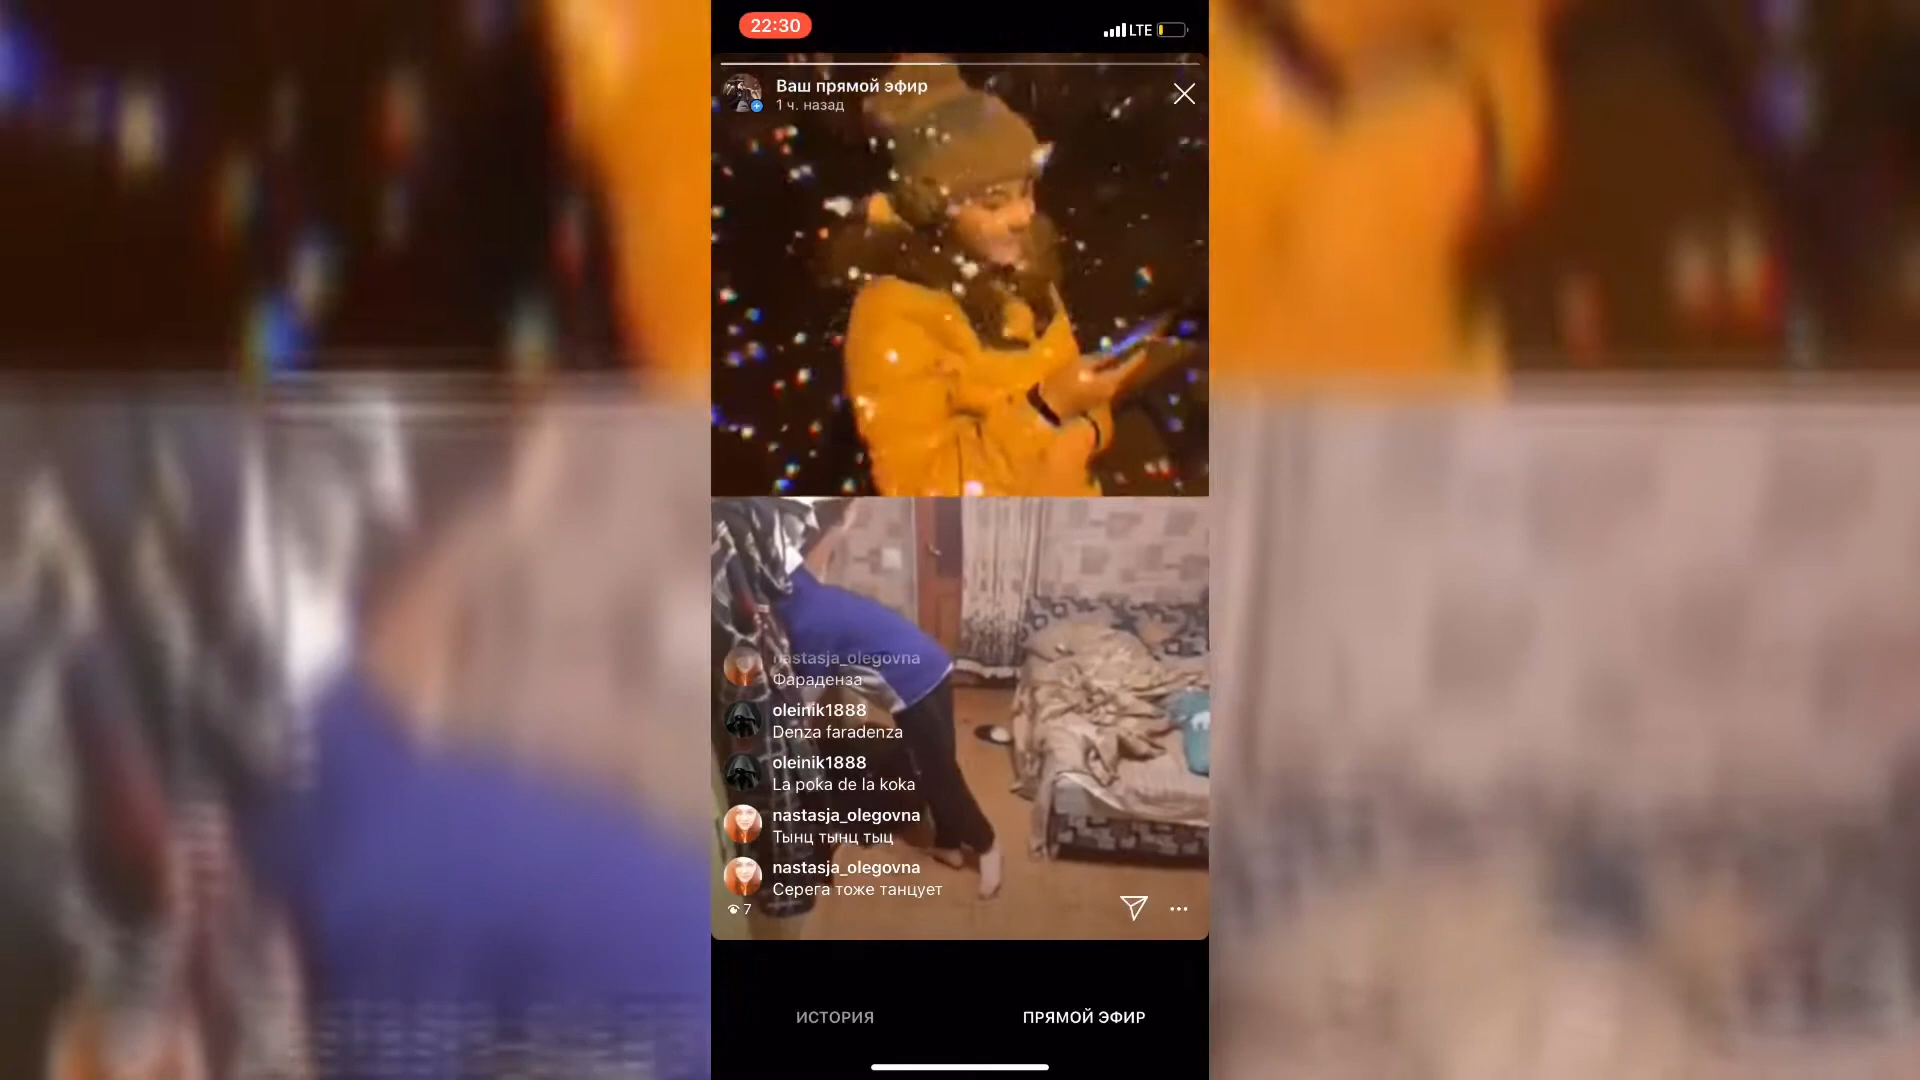 22:30
LTE
Ваш прямой эфир
1 ч. назад
nastasja_olegovna
Фараденза
oleinik1888
Denza faradenza
oleinik1888
La poka de la koka
nastasja_olegovna
Тынц тынц тыц
nastasja_olegovna
Серега тоже танцует
7
ИСТОРИЯ
ПРЯМОЙ ЭФИР